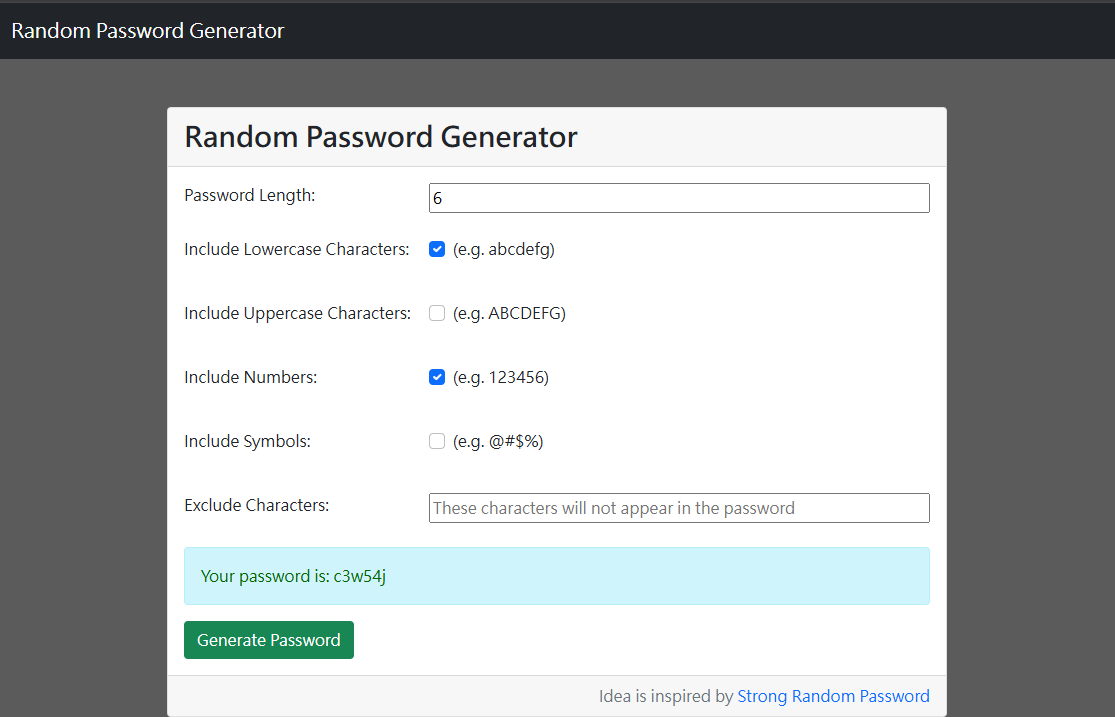 Random Password Generator
Random Password Generator
Password Length: 6
Include Lowercase Characters: (e.g. abcdefg)
Include Uppercase Characters: (e.g. ABCDEFG)
Include Numbers: (e.g. 123456)
Include Symbols: (e.g. @#$%)
Exclude Characters: These characters will not appear in the password
Your password is: c3w54j
Generate Password
Idea is inspired by Strong Random Password